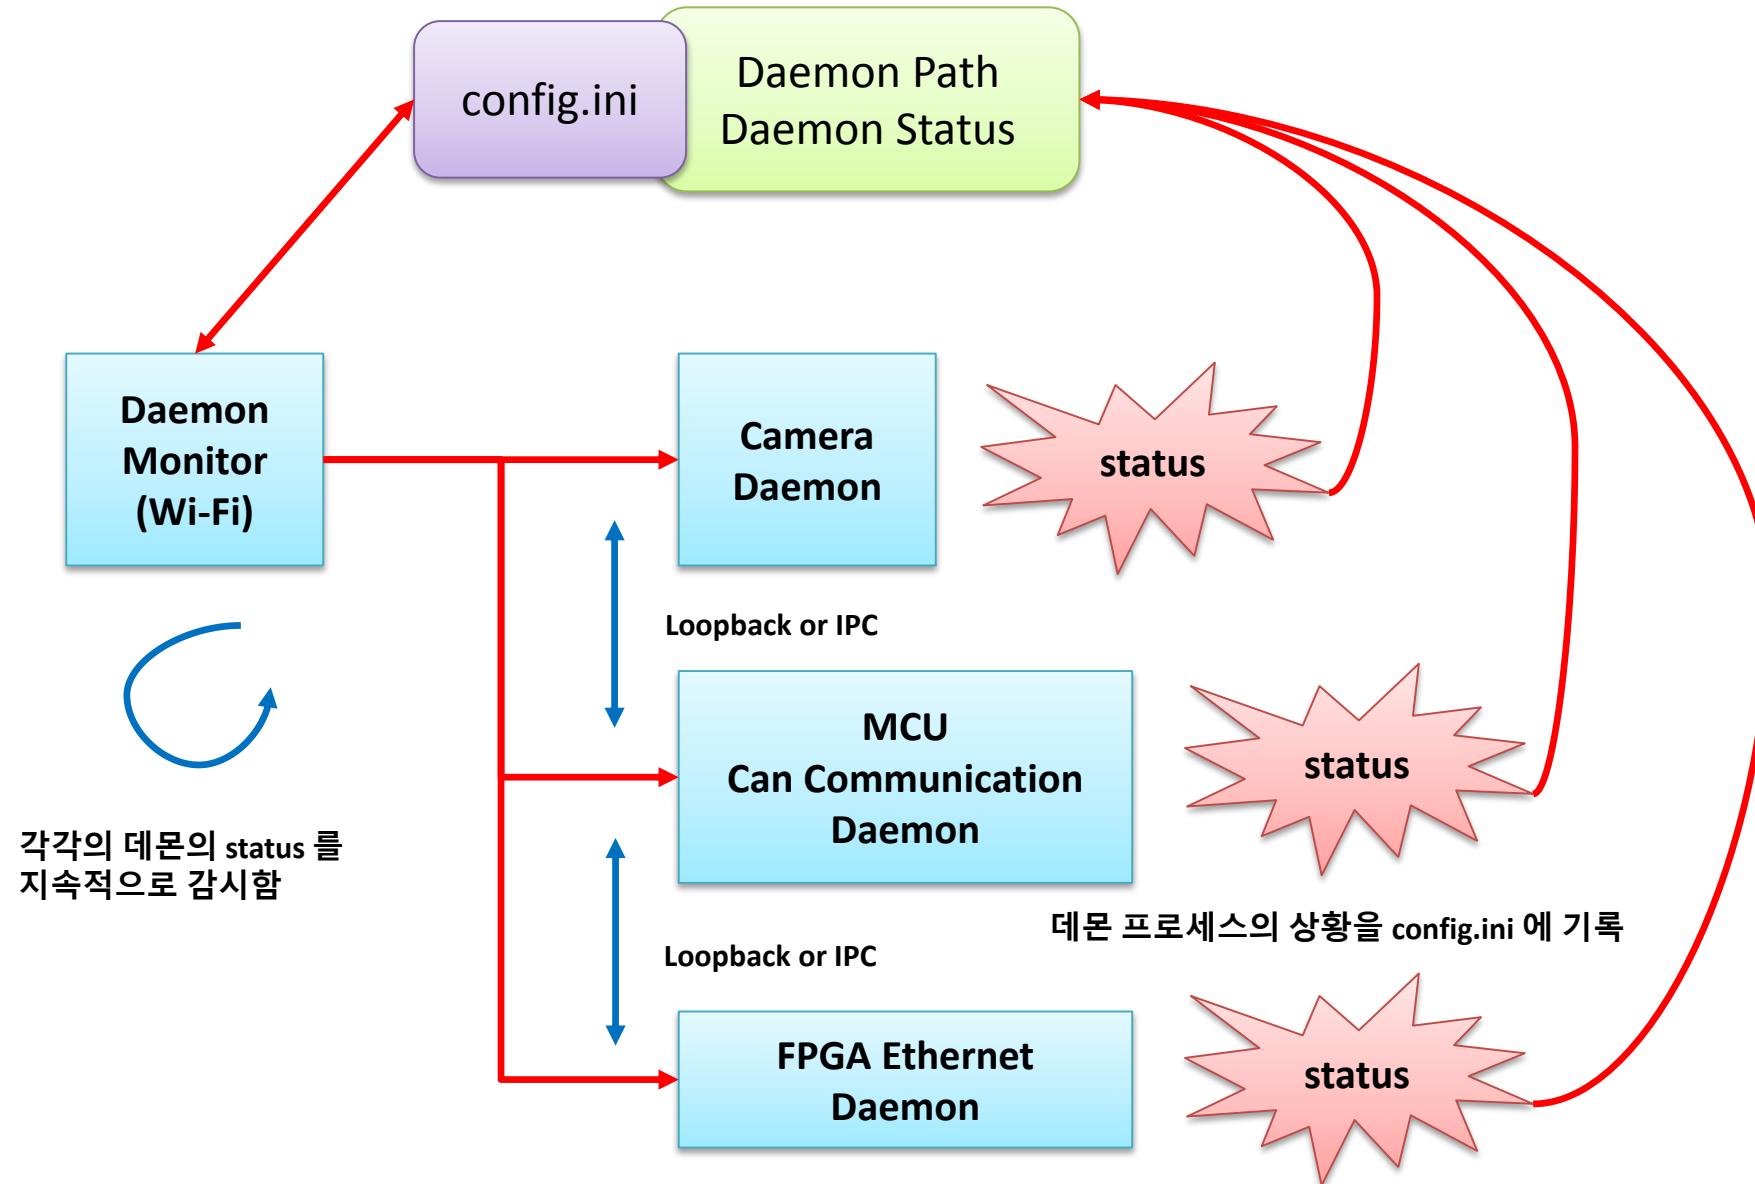 config.ini
Daemon Path
Daemon Status
Daemon
Monitor
(Wi-Fi)
Camera
Daemon
status
Loopback or IPC
MCU
Can Communication
Daemon
status
각각의 데몬의 status 를
지속적으로 감시함
데몬 프로세스의 상황을 config.ini 에 기록
Loopback or IPC
FPGA Ethernet
Daemon
status